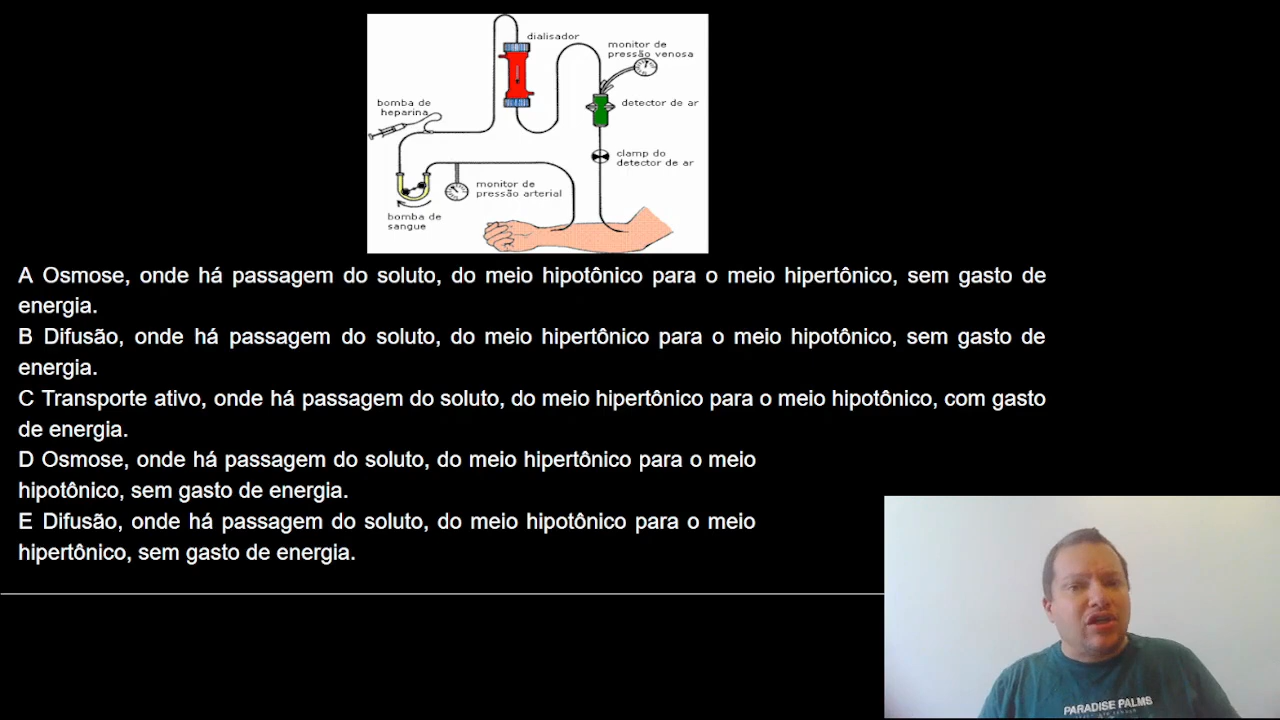 dialisador
monitor de
pressão venosa
bomba de
heparina
detector de ar
clamp do
detector de ar
monitor de
pressão arterial
bomba de
sangue
A Osmose, onde há passagem do soluto, do meio hipotônico para o meio hipertônico, sem gasto de
energia.
B Difusão, onde há passagem do soluto, do meio hipertônico para o meio hipotônico, sem gasto de
energia.
C Transporte ativo, onde há passagem do soluto, do meio hipertônico para o meio hipotônico, com gasto
de energia.
D Osmose, onde há passagem do soluto, do meio hipertônico para o meio
hipotônico, sem gasto de energia.
E Difusão, onde há passagem do soluto, do meio hipotônico para o meio
hipertônico, sem gasto de energia.
PARADISE PALMS